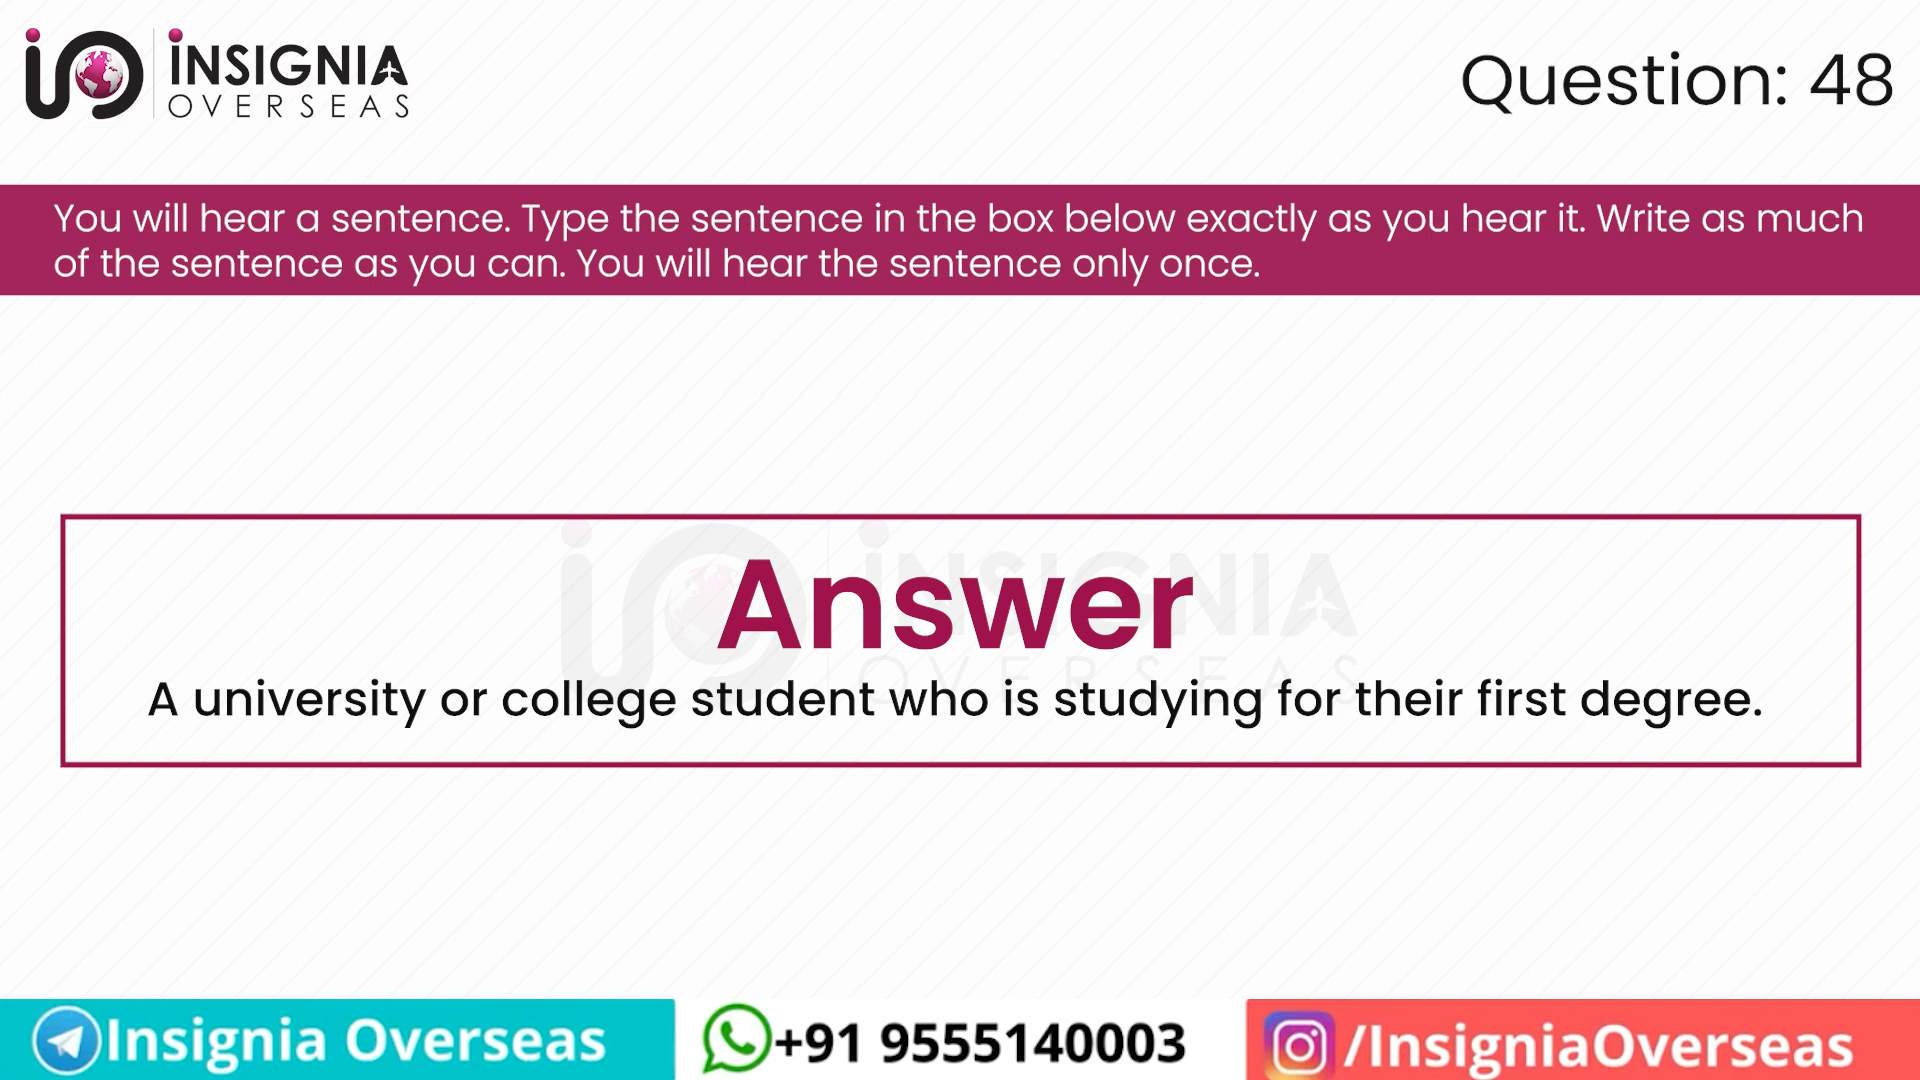 INSIGNIA
OVERSEAS
Question: 48
You will hear a sentence. Type the sentence in the box below exactly as you hear it. Write as much
of the sentence as you can. You will hear the sentence only once.
INSIGNIA
OVERSEAS
Answer
A university or college student who is studying for their first degree.
Insignia Overseas
+91 9555140003
/InsigniaOverseas